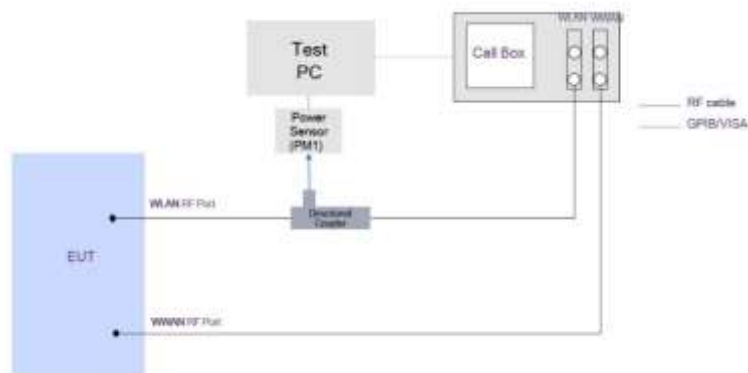 WLAN WWAN
Test
PC
Call Box
RF cable
GPIB/VISA
Power
Sensor
(PM1)
WLAN RF Port
Directional
Coupler
EUT
WWAN RF Port